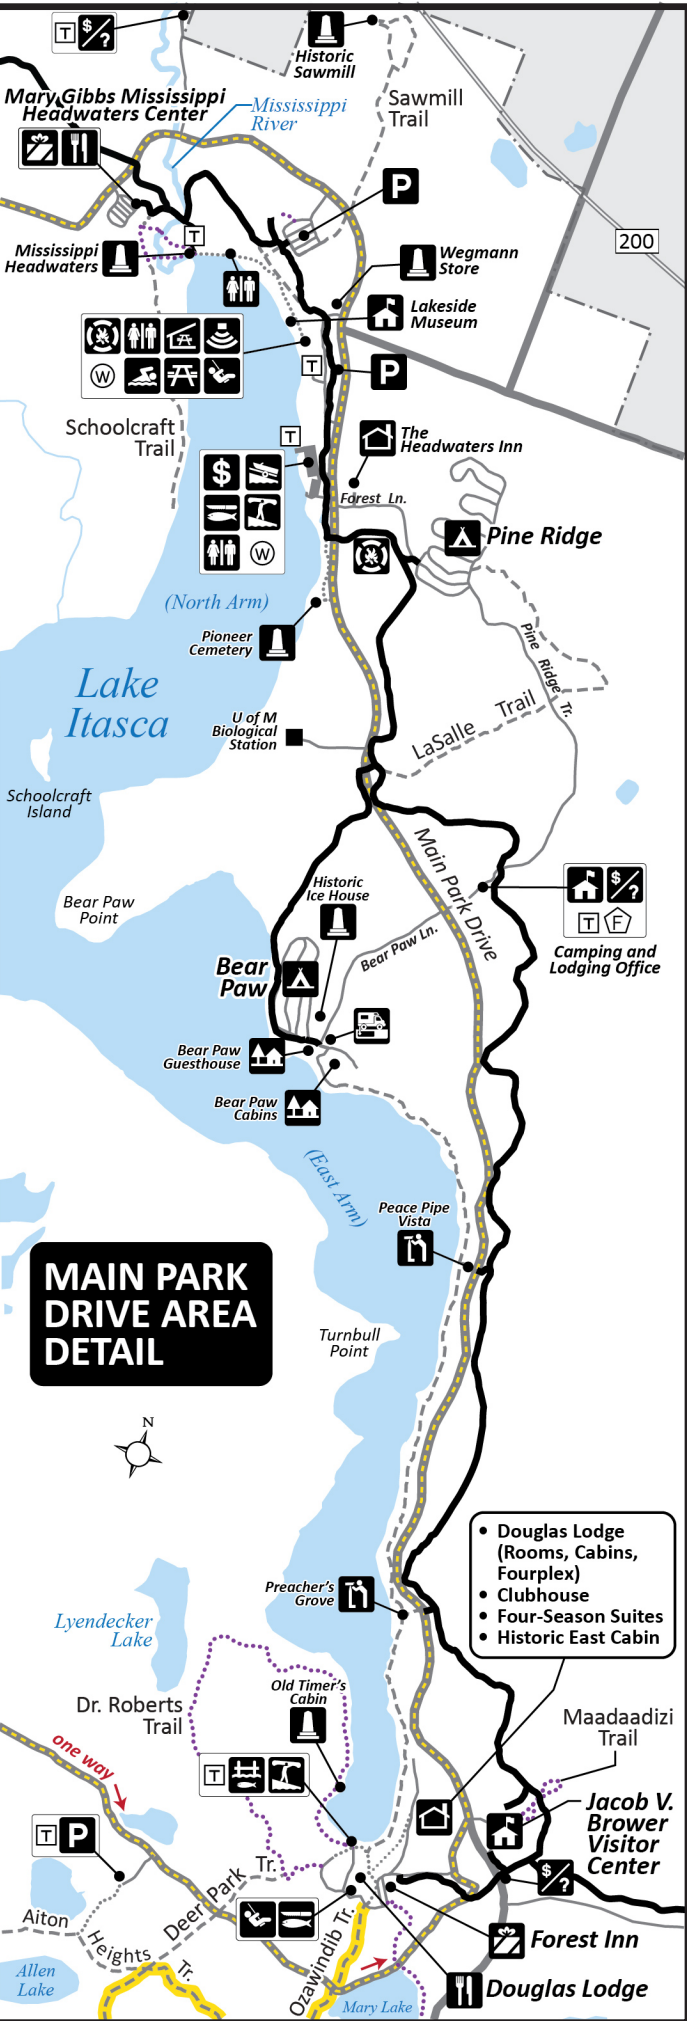 T
$/?
Historic
Sawmill
Mary Gibbs Mississippi
Headwaters Center
Mississippi
River
Sawmill
Trail
P
200
T
Mississippi
Headwaters
Wegmann
Store
Lakeside
Museum
W
T
P
Schoolcraft
Trail
T
The
Headwaters Inn
$
W
Forest Ln.
Pine Ridge
(North Arm)
Pioneer
Cemetery
Pine Ridge Tr.
Lake
Itasca
U of M
Biological
Station
LaSalle Trail
Schoolcraft
Island
Main Park Drive
Historic
Ice House
Bear Paw
Point
$/?
T
F
Camping and
Lodging Office
Bear Paw Ln.
Bear
Paw
Bear Paw
Guesthouse
Bear Paw
Cabins
(East Arm)
Peace Pipe
Vista
MAIN PARK
DRIVE AREA
DETAIL
Turnbull
Point
N
• Douglas Lodge
(Rooms, Cabins,
Fourplex)
• Clubhouse
• Four-Season Suites
• Historic East Cabin
Preacher's
Grove
Lyendecker
Lake
Old Timer's
Cabin
Dr. Roberts
Trail
Maadaadizi
Trail
one way
T
Jacob V.
Brower
Visitor
Center
T
P
$/?
Deer Park Tr.
Aiton
Heights
Tr.
Ozawindib Tr.
Forest Inn
Allen
Lake
Mary Lake
Douglas Lodge